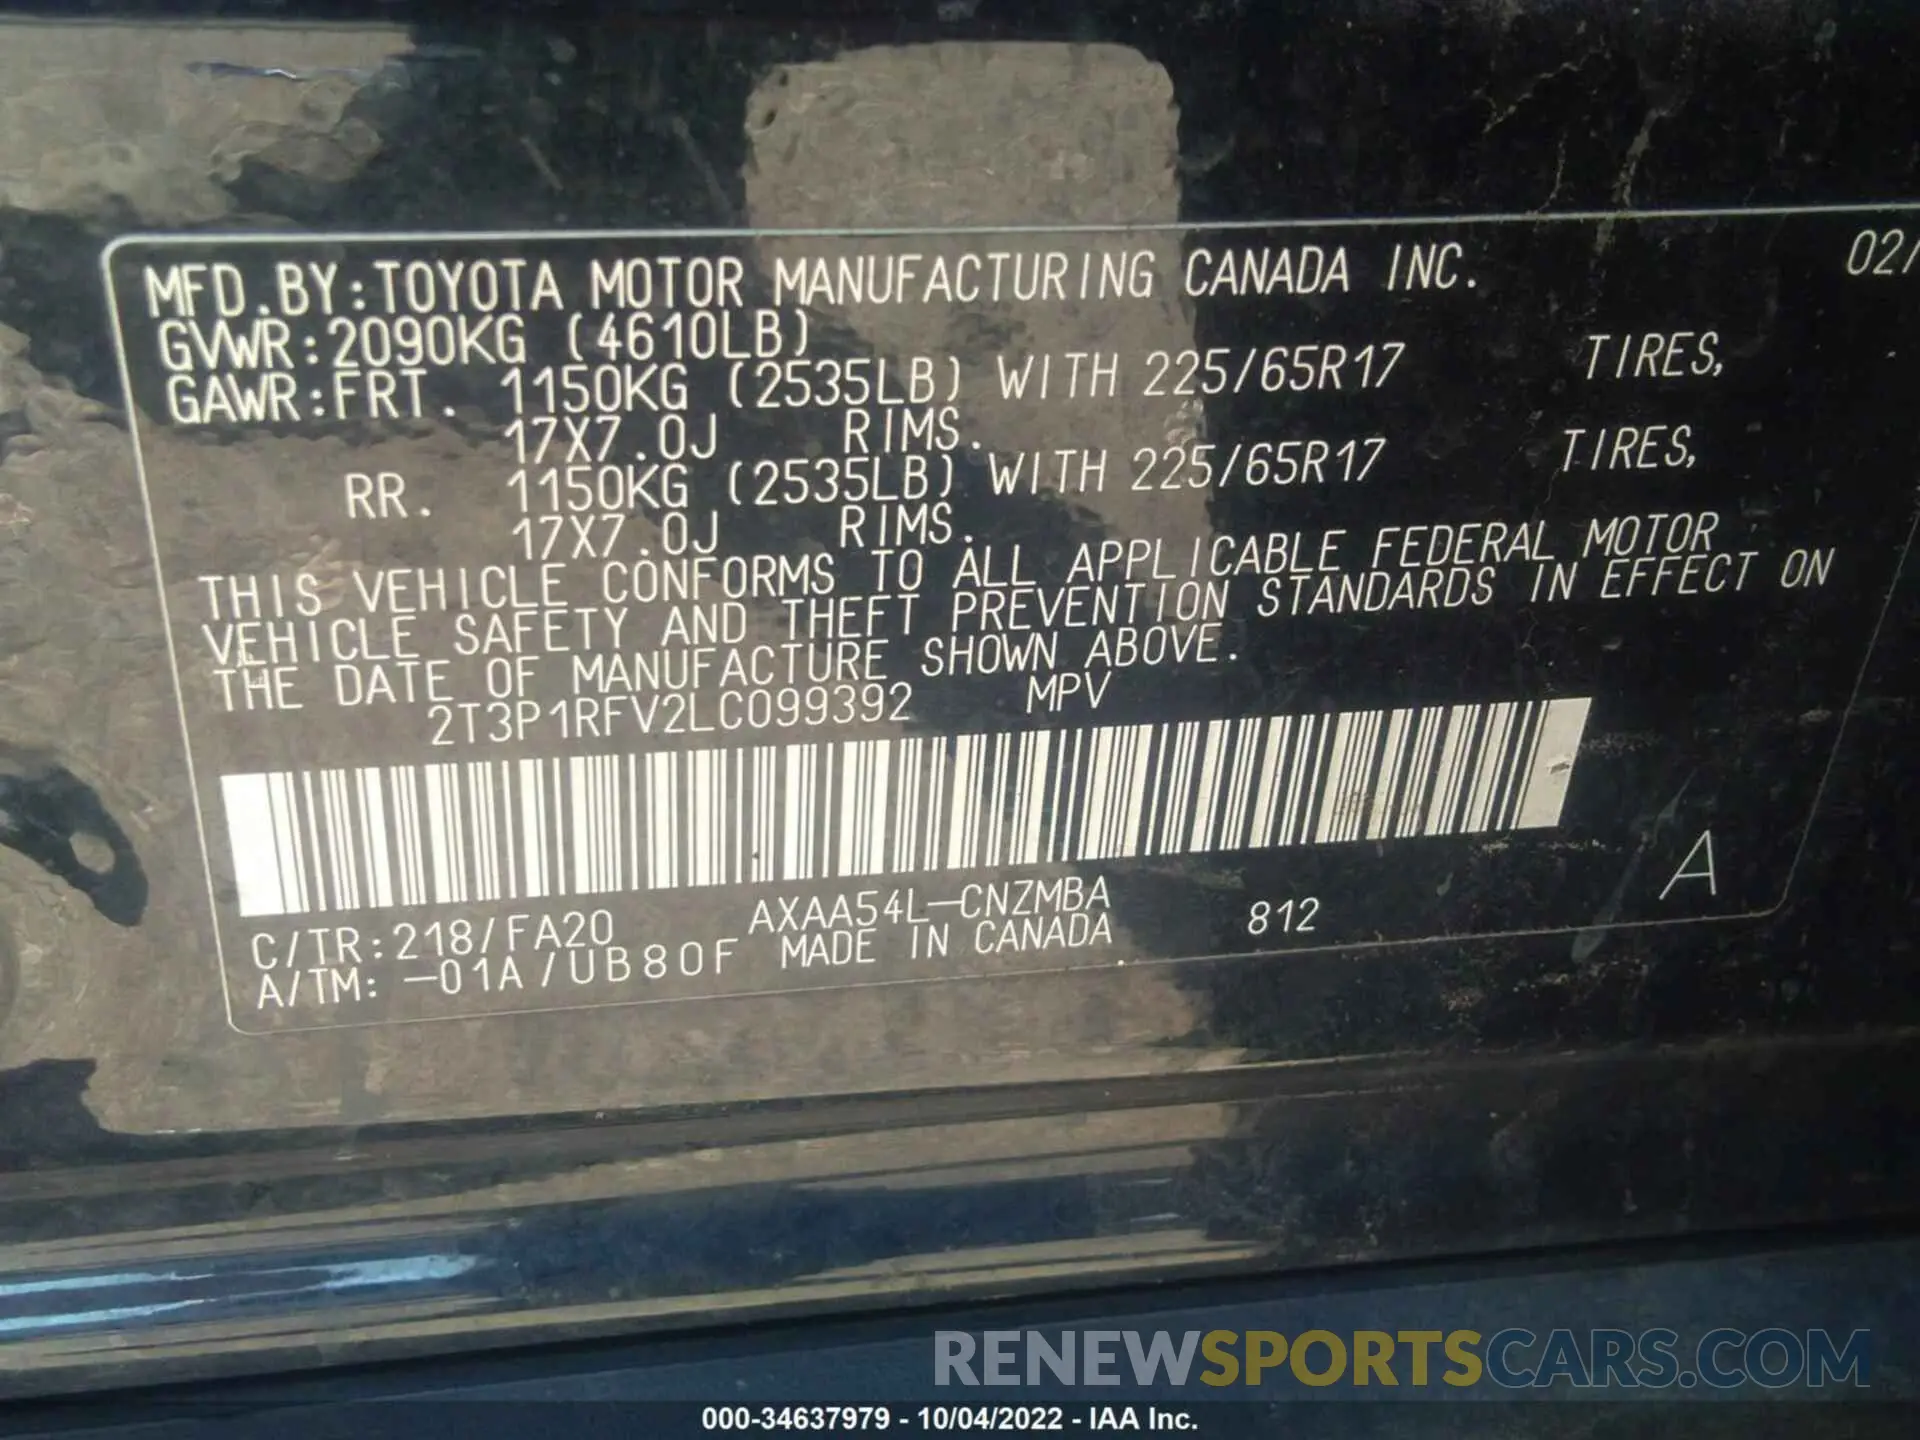 MFD.BY:TOYOTA MOTOR MANUFACTURING CANADA INC. 02/
GVWR:2090KG (4610LB)
GAWR:FRT. 1150KG (2535LB) WITH 225/65R17 TIRES,
17X7.0J RIMS.
RR. 1150KG (2535LB) WITH 225/65R17 TIRES,
17X7.0J RIMS.
THIS VEHICLE CONFORMS TO ALL APPLICABLE FEDERAL MOTOR
VEHICLE SAFETY AND THEFT PREVENTION STANDARDS IN EFFECT ON
THE DATE OF MANUFACTURE SHOWN ABOVE.
2T3P1RFV2LC099392 MPV
A
C/TR:218/FA20 AXAA54L-CNZMBA 812
A/TM: -01A/UB80F MADE IN CANADA
RENEWSPORTSCARS.COM
000-34637979 - 10/04/2022 - IAA Inc.